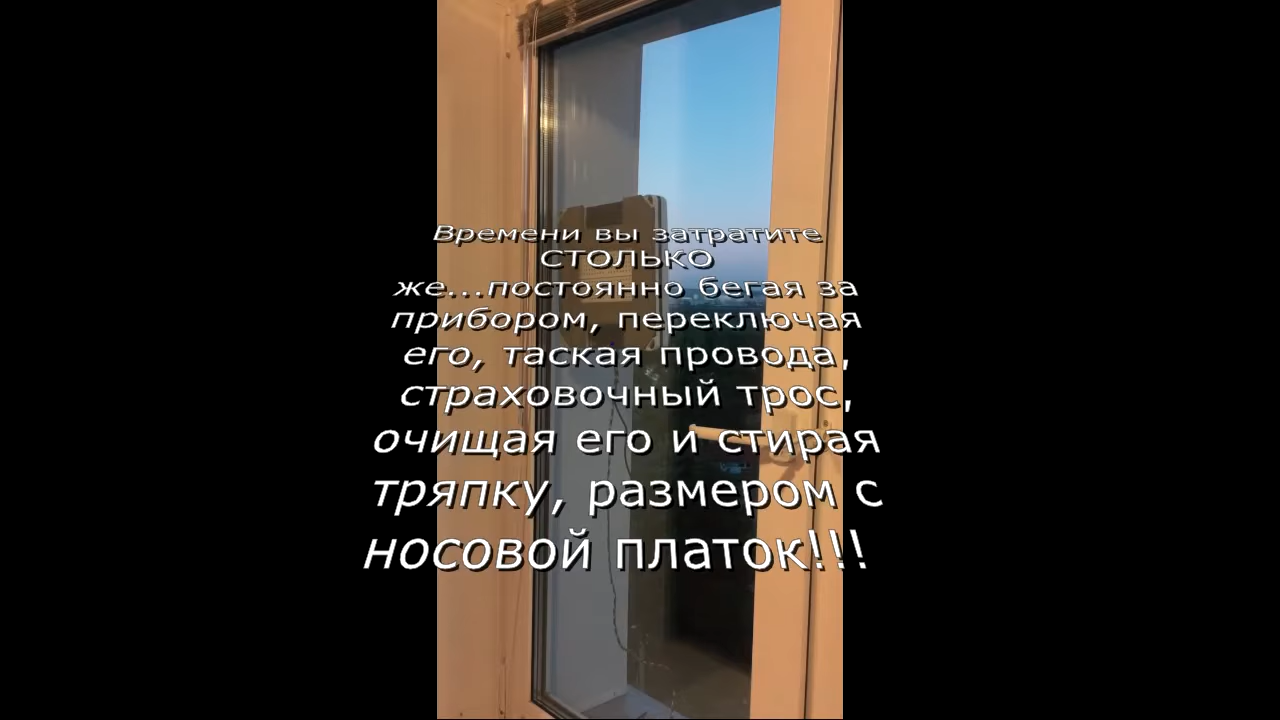 Времени вы затратите
столько
же...постоянно бегая за
прибором, переключая
его, таская провода,
страховочный трос,
очищая его и стирая
тряпку, размером с
носовой платок!!!